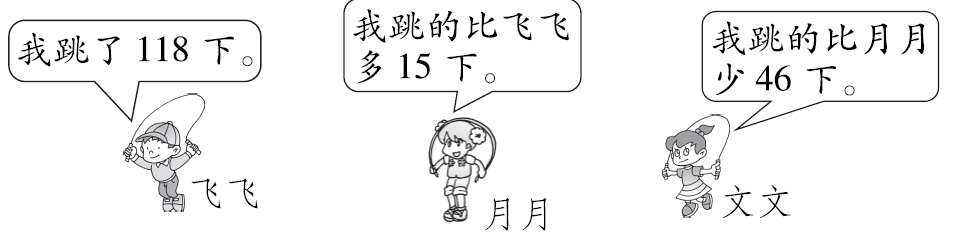 我跳了 118 下。
飞飞
我跳的比飞飞
多 15 下。
月月
我跳的比月月
少 46 下。
文文